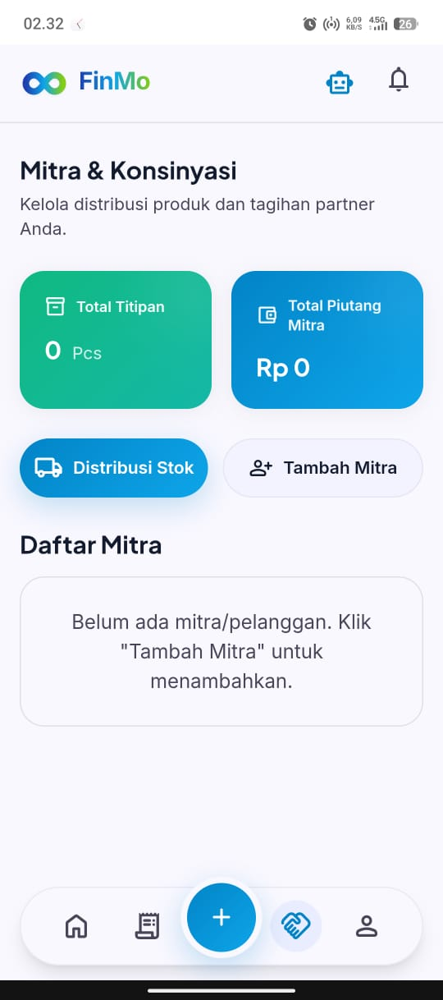 02.32
6,09
KB/S
4.5G
26
FinMo
Mitra & Konsinyasi
Kelola distribusi produk dan tagihan partner
Anda.
Total Titipan
0 Pcs
Total Piutang
Mitra
Rp 0
Distribusi Stok
Tambah Mitra
Daftar Mitra
Belum ada mitra/pelanggan. Klik
"Tambah Mitra" untuk
menambahkan.